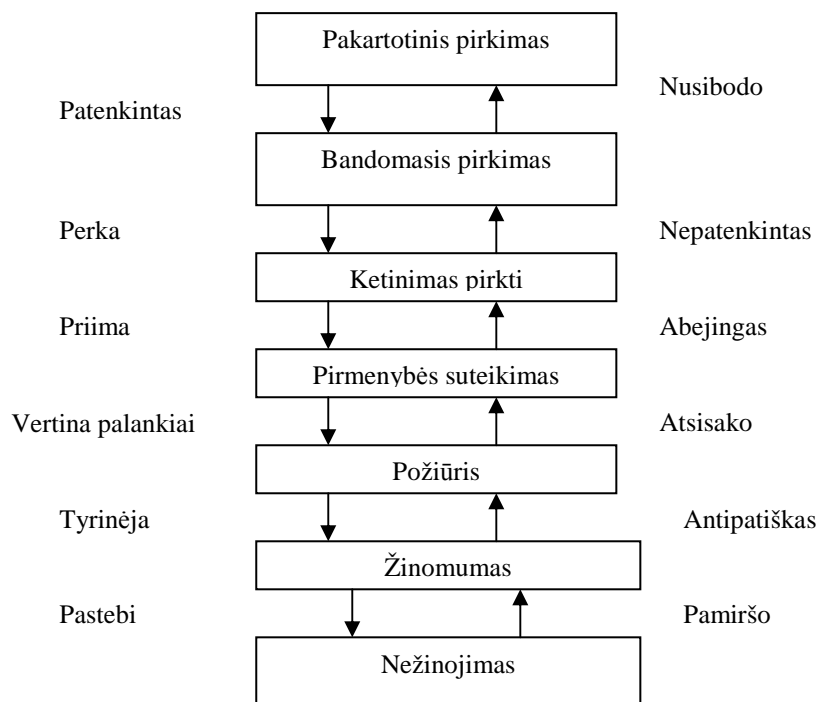 Pakartotinis pirkimas
Patenkintas
Nusibodo
Bandomasis pirkimas
Perka
Nepatenkintas
Ketinimas pirkti
Priima
Abejingas
Pirmenybės suteikimas
Vertina palankiai
Atsisako
Požiūris
Tyrinėja
Antipatiškas
Žinomumas
Pastebi
Pamiršo
Nežinojimas